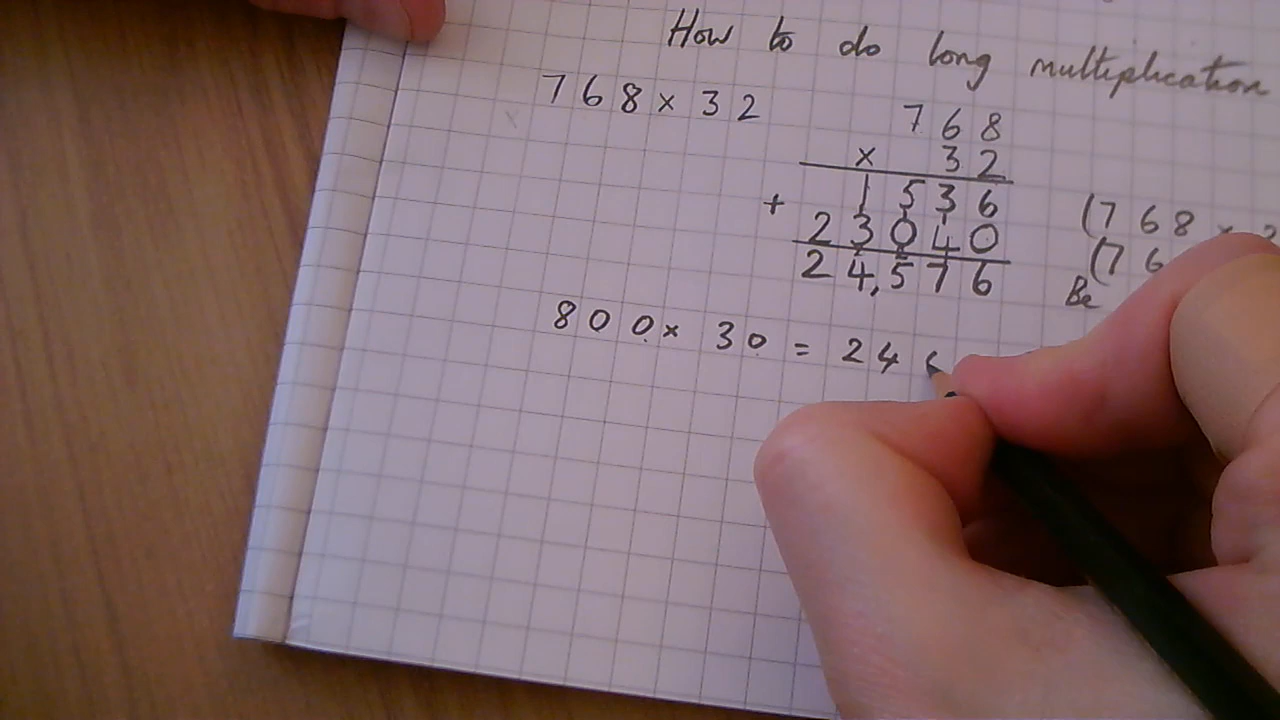 How to do long multiplication
768 × 32
768
× 32
+ 1536 (768 ×
23040 (76
24,576 Be
800 × 30 = 24